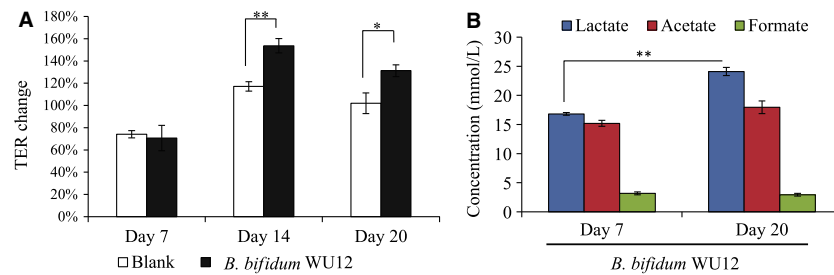 A
TER change
180%
160%
140%
120%
100%
80%
60%
40%
20%
0%
**
*
Day 7
Day 14
Day 20
Blank
B. bifidum WU12
B
Lactate
Acetate
Formate
Concentration (mmol/L)
30
25
20
15
10
5
0
**
Day 7
Day 20
B. bifidum WU12